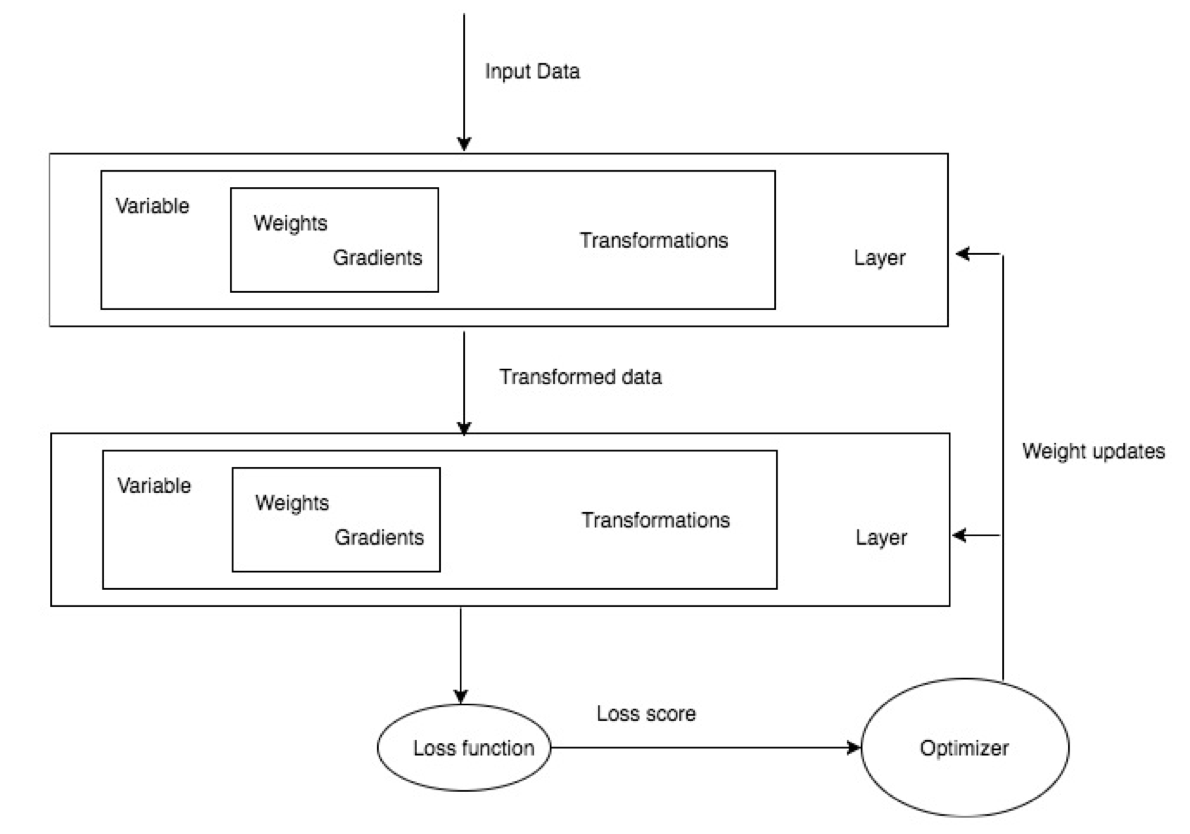 Input Data
Variable
Weights
Gradients
Transformations
Layer
Transformed data
Variable
Weights
Gradients
Transformations
Layer
Weight updates
Loss function
Loss score
Optimizer